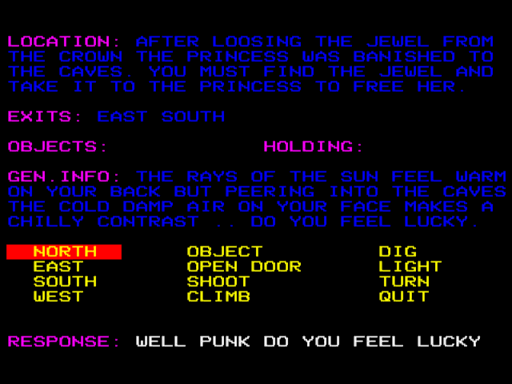 LOCATION: AFTER LOOSING THE JEWEL FROM
THE CROWN THE PRINCESS WAS BANISHED TO
THE CAVES. YOU MUST FIND THE JEWEL AND
TAKE IT TO THE PRINCESS TO FREE HER.
EXITS: EAST SOUTH
OBJECTS: HOLDING:
GEN.INFO: THE RAYS OF THE SUN FEEL WARM
ON YOUR BACK BUT PEERING INTO THE CAVES
THE COLD DAMP AIR ON YOUR FACE MAKES A
CHILLY CONTRAST .. DO YOU FEEL LUCKY.
NORTH OBJECT DIG
EAST OPEN DOOR LIGHT
SOUTH SHOOT TURN
WEST CLIMB QUIT
RESPONSE: WELL PUNK DO YOU FEEL LUCKY